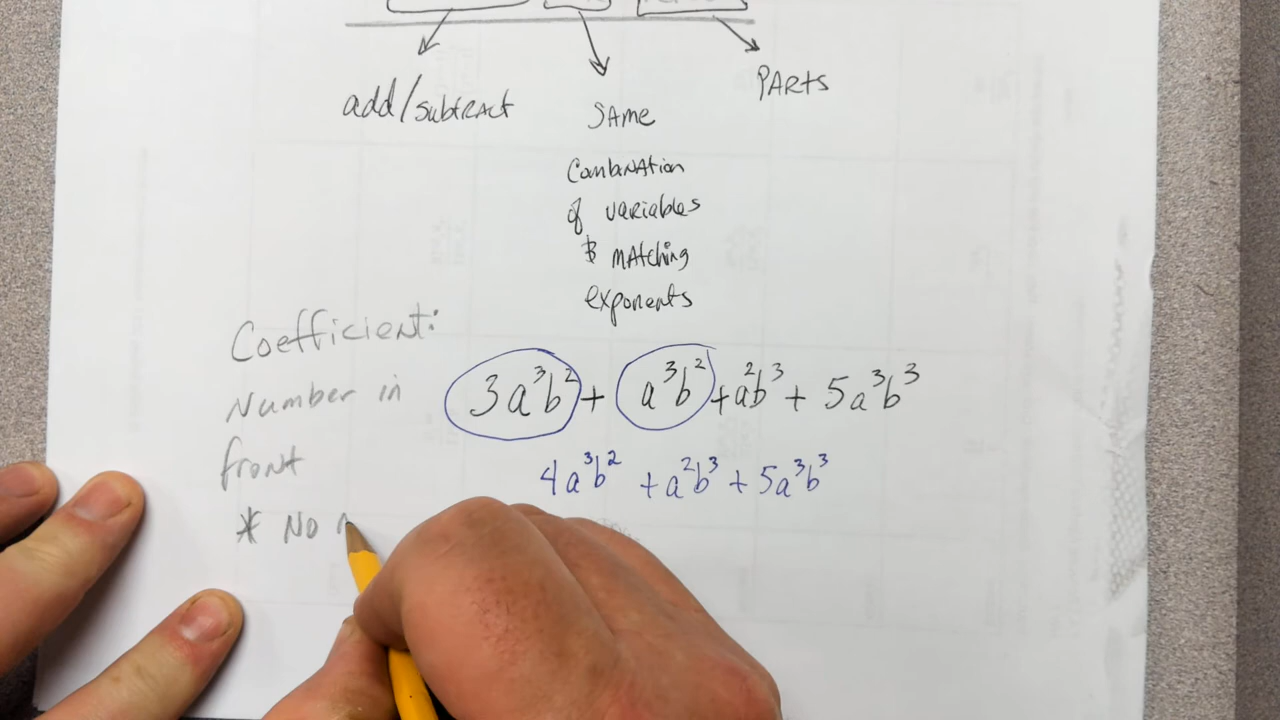 add/subtract
SAME
PARTS
Combination
of variables
& matching
exponents
Coefficient:
Number in
front
* No
3a³b² + a³b² + a²b³ + 5a³b³
4a³b² + a²b³ + 5a³b³